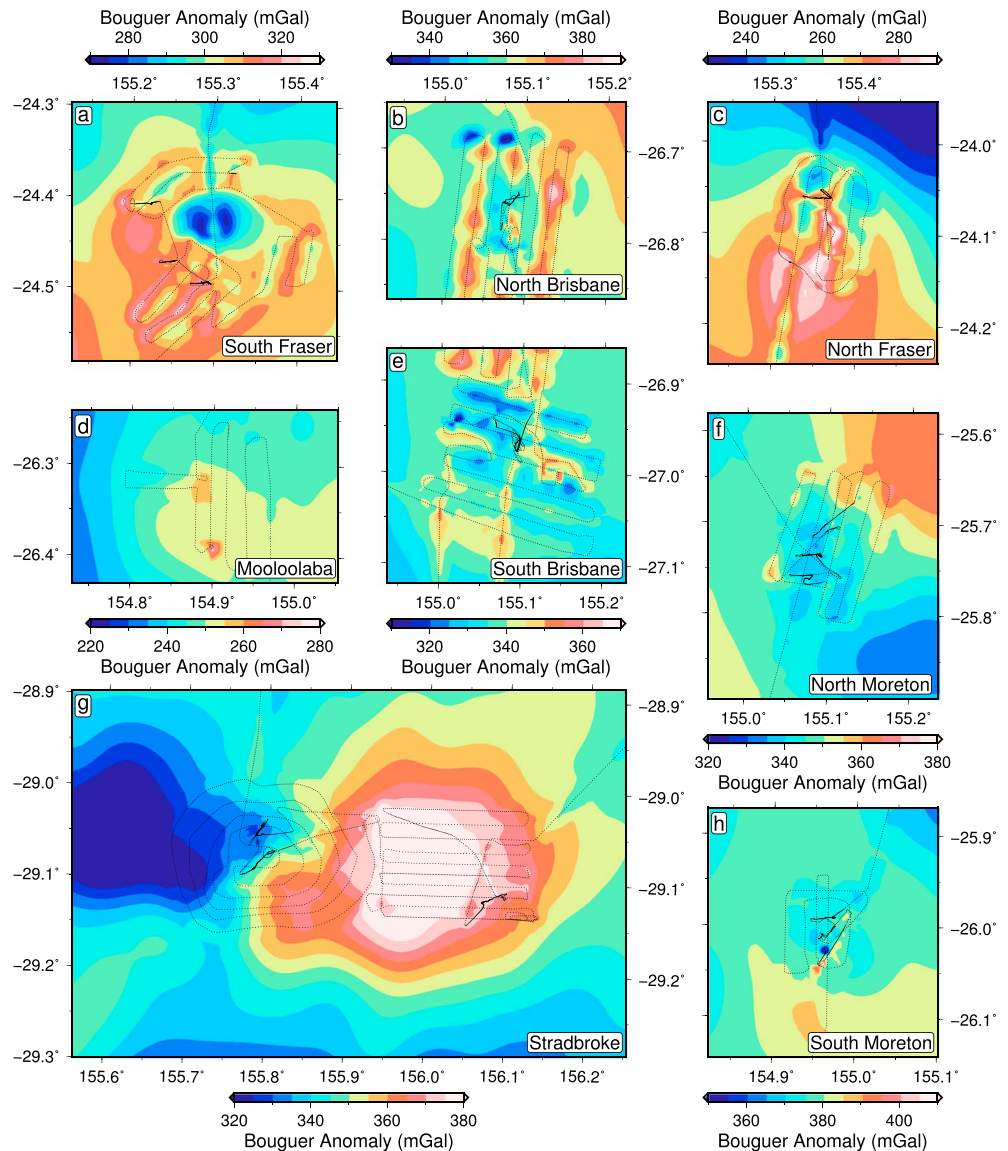 Bouguer Anomaly (mGal) Bouguer Anomaly (mGal) Bouguer Anomaly (mGal)
280 300 320 340 360 380 240 260 280
155.2˚ 155.3˚ 155.4˚ 155.0˚ 155.1˚ 155.2˚ 155.3˚ 155.4˚
a b c
−24.3˚
−24.4˚
−24.5˚
−26.7˚
−26.8˚
−24.0˚
−24.1˚
−24.2˚
South Fraser North Brisbane North Fraser
d e f
−26.3˚
−26.4˚
−26.9˚
−27.0˚
−27.1˚
−25.6˚
−25.7˚
−25.8˚
Mooloolaba South Brisbane North Moreton
154.8˚ 154.9˚ 155.0˚ 155.0˚ 155.1˚ 155.2˚
220 240 260 280 320 340 360
Bouguer Anomaly (mGal) Bouguer Anomaly (mGal)
155.0˚ 155.1˚ 155.2˚
320 340 360 380
Bouguer Anomaly (mGal)
g
−28.9˚ −28.9˚
−29.0˚ −29.0˚
−29.1˚ −29.1˚
−29.2˚ −29.2˚
−29.3˚
Stradbroke
155.6˚ 155.7˚ 155.8˚ 155.9˚ 156.0˚ 156.1˚ 156.2˚
320 340 360 380
Bouguer Anomaly (mGal)
h
−25.9˚
−26.0˚
−26.1˚
South Moreton
154.9˚ 155.0˚ 155.1˚
360 380 400
Bouguer Anomaly (mGal)